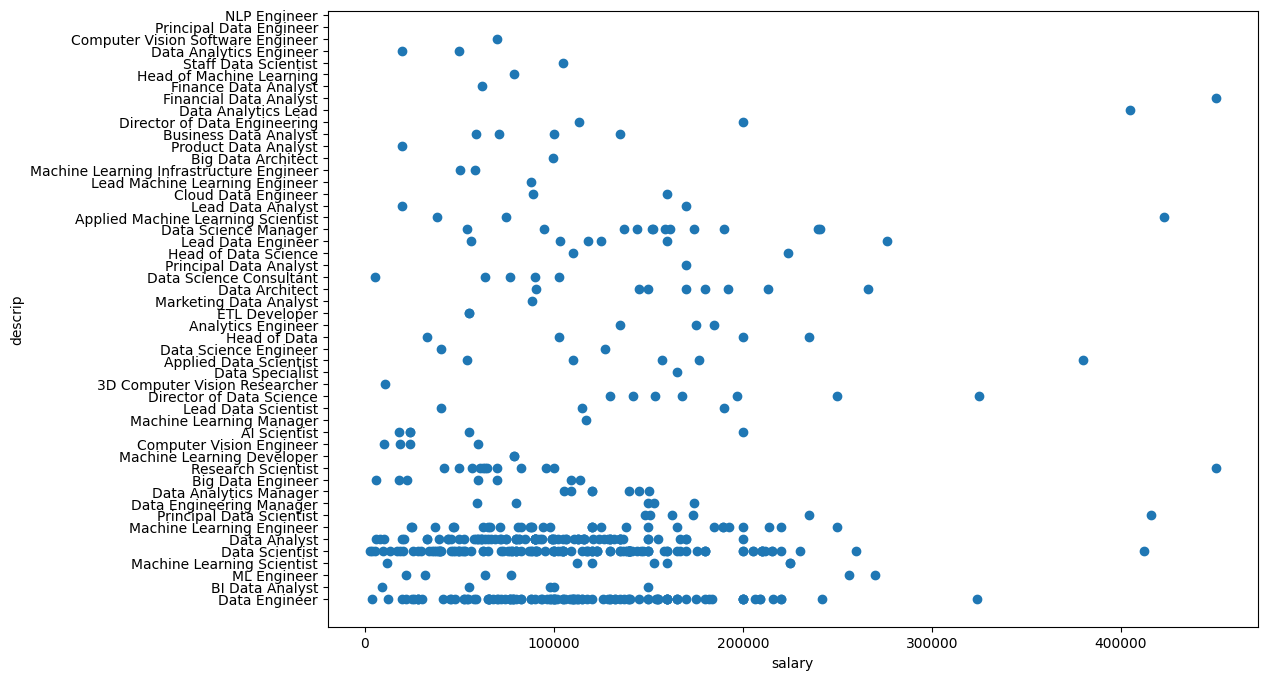 NLP Engineer
Principal Data Engineer
Computer Vision Software Engineer
Data Analytics Engineer
Staff Data Scientist
Head of Machine Learning
Finance Data Analyst
Financial Data Analyst
Data Analytics Lead
Director of Data Engineering
Business Data Analyst
Product Data Analyst
Big Data Architect
Machine Learning Infrastructure Engineer
Lead Machine Learning Engineer
Cloud Data Engineer
Lead Data Analyst
Applied Machine Learning Scientist
Data Science Manager
Lead Data Engineer
Head of Data Science
Principal Data Analyst
Data Science Consultant
Data Architect
Marketing Data Analyst
ETL Developer
Analytics Engineer
Head of Data
Data Science Engineer
Applied Data Scientist
Data Specialist
3D Computer Vision Researcher
Director of Data Science
Lead Data Scientist
Machine Learning Manager
AI Scientist
Computer Vision Engineer
Machine Learning Developer
Research Scientist
Big Data Engineer
Data Analytics Manager
Data Engineering Manager
Principal Data Scientist
Machine Learning Engineer
Data Analyst
Data Scientist
Machine Learning Scientist
ML Engineer
BI Data Analyst
Data Engineer
descrip
0 100000 200000 300000 400000
salary